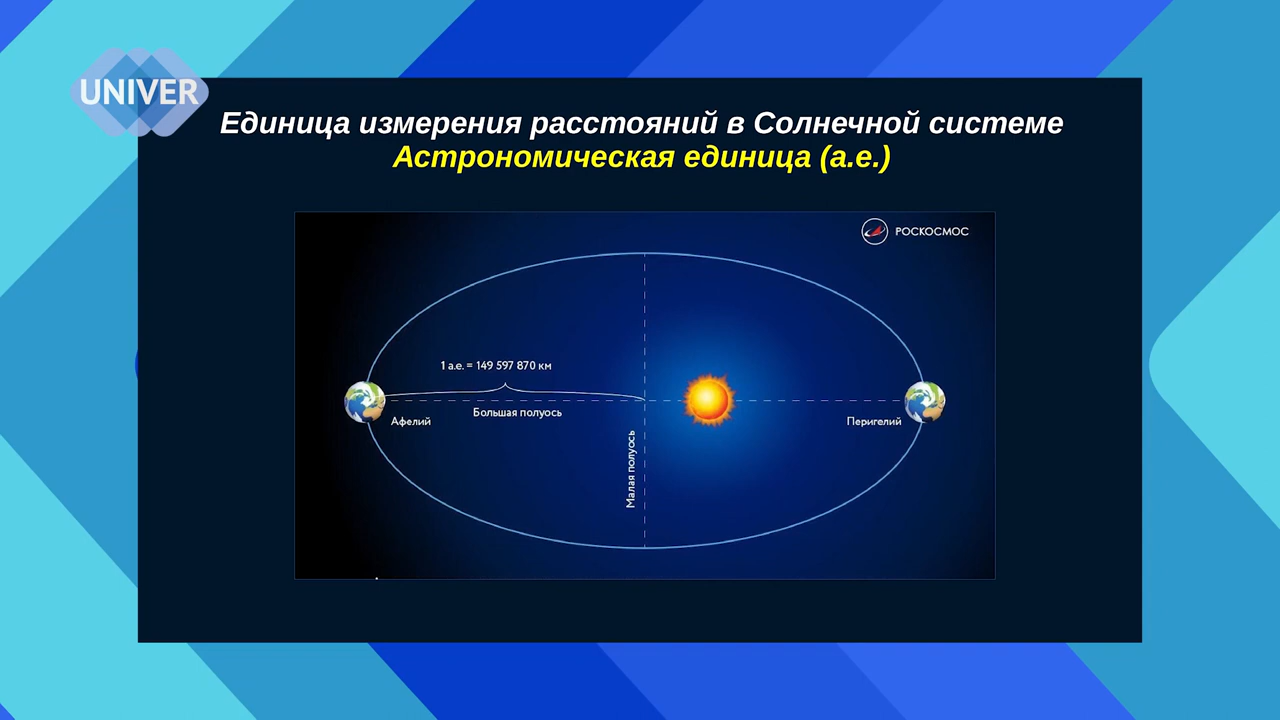 UNIVER
Единица измерения расстояний в Солнечной системе
Астрономическая единица (а.е.)
РОСКОСМОС
1 а.е. = 149 597 870 км
Большая полуось
Афелий
Перигелий
Малая полуось